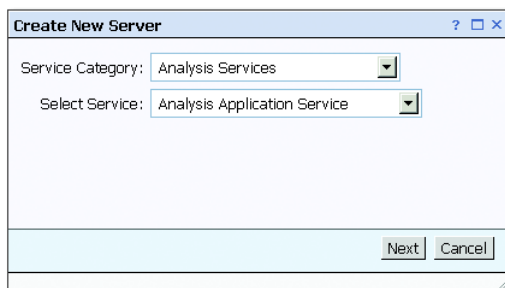 Create New Server ?
Service Category: Analysis Services
Select Service: Analysis Application Service
Next Cancel